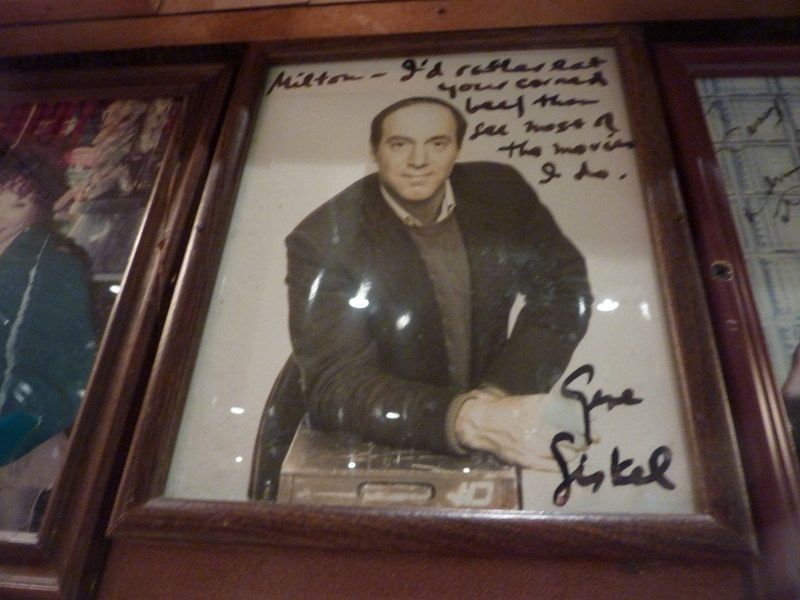 Milton - I'd rather eat
your corned
beef than
see most of
the movies
I do.
Gene
Siskel